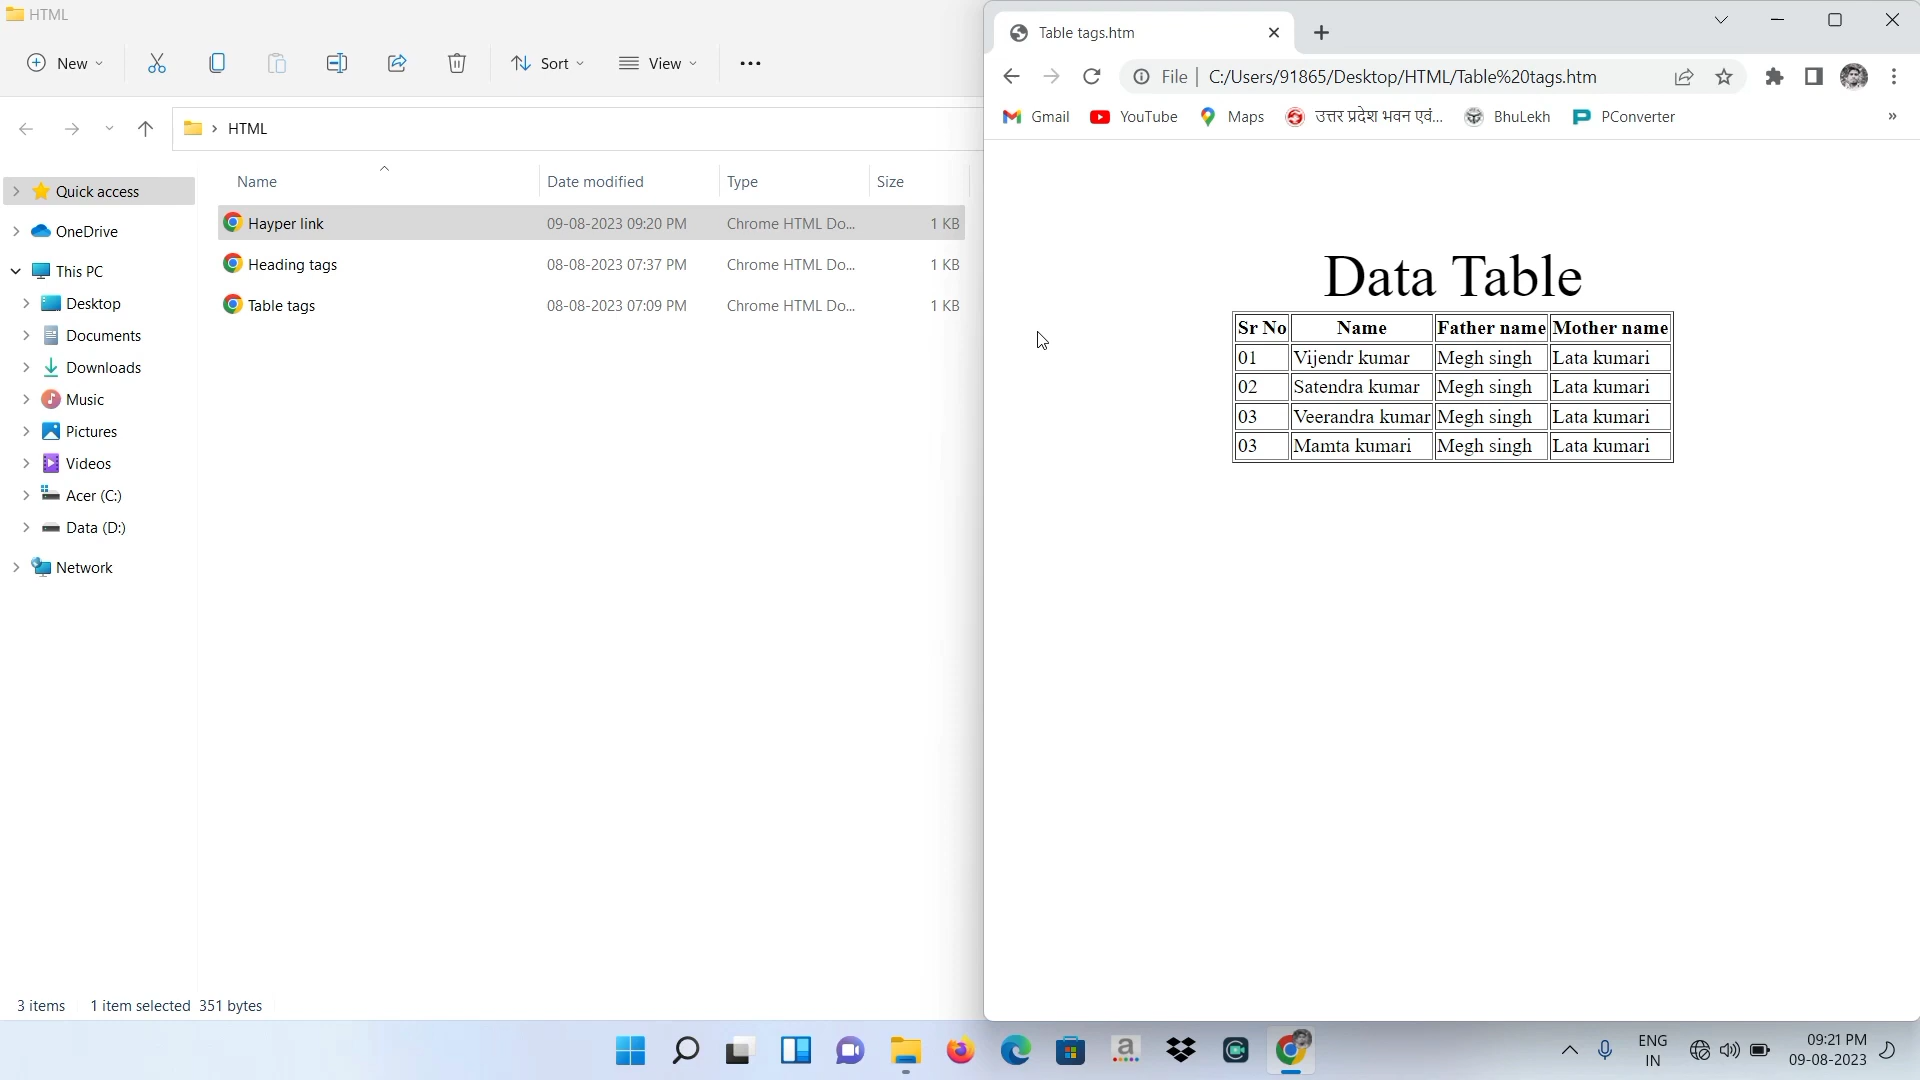 HTML
New
Sort
View
HTML
Name
Date modified
Type
Size
Quick access
OneDrive
This PC
Desktop
Documents
Downloads
Music
Pictures
Videos
Acer (C:)
Data (D:)
Network
Hayper link 09-08-2023 09:20 PM Chrome HTML Do... 1 KB
Heading tags 08-08-2023 07:37 PM Chrome HTML Do... 1 KB
Table tags 08-08-2023 07:09 PM Chrome HTML Do... 1 KB
3 items 1 item selected 351 bytes
Table tags.htm
File | C:/Users/91865/Desktop/HTML/Table%20tags.htm
Gmail YouTube Maps उत्तर प्रदेश भवन एवं... BhuLekh PConverter »
Data Table
Sr No Name Father name Mother name
01 Vijendr kumar Megh singh Lata kumari
02 Satendra kumar Megh singh Lata kumari
03 Veerandra kumar Megh singh Lata kumari
03 Mamta kumari Megh singh Lata kumari
a
ENG
IN
09:21 PM
09-08-2023